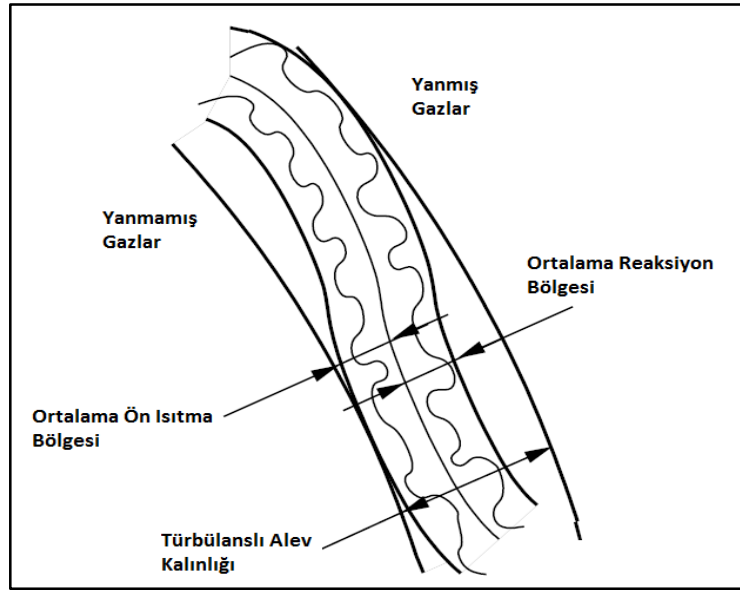 Yanmış
Gazlar
Yanmamış
Gazlar
Ortalama Reaksiyon
Bölgesi
Ortalama Ön Isıtma
Bölgesi
Türbülanslı Alev
Kalınlığı